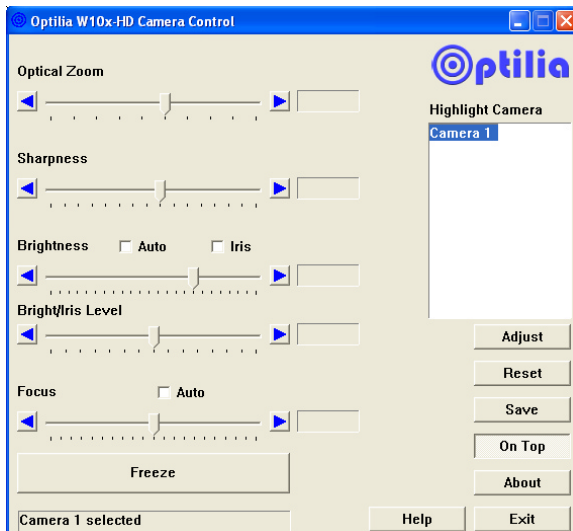 Optilia W10x-HD Camera Control
Optilia
Optical Zoom
Highlight Camera
Camera 1
Sharpness
Brightness Auto Iris
Bright/Iris Level
Adjust
Reset
Focus Auto
Save
On Top
Freeze
About
Camera 1 selected
Help Exit